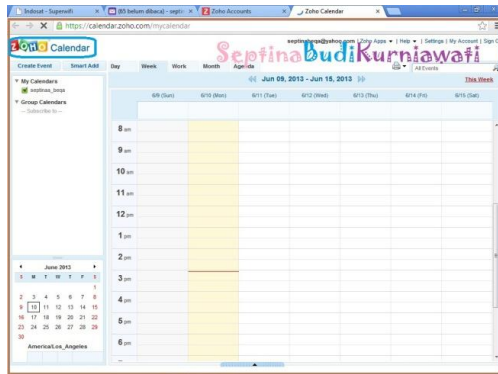 Indosat - Superwifi
(65 belum dibaca) - septi
Zoho Accounts
Zoho Calendar
https://calendar.zoho.com/mycalendar
ZOHO Calendar
Zoho Apps | Help | Settings | My Account | Sign
SeptinaBudiKurniawati
Create Event Smart Add Day Week Work Month Agenda All Events
My Calendars
Group Calendars
-- Subscribe to --
Jun 09, 2013 - Jun 15, 2013 This Week
6/9 (Sun) 6/10 (Mon) 6/11 (Tue) 6/12 (Wed) 6/13 (Thu) 6/14 (Fri) 6/15 (Sat)
8 am
9 am
10 am
11 am
12 pm
1 pm
2 pm
3 pm
4 pm
5 pm
6 pm
June 2013
S M T W T F S
1
2 3 4 5 6 7 8
9 10 11 12 13 14 15
16 17 18 19 20 21 22
23 24 25 26 27 28 29
30
America/Los_Angeles